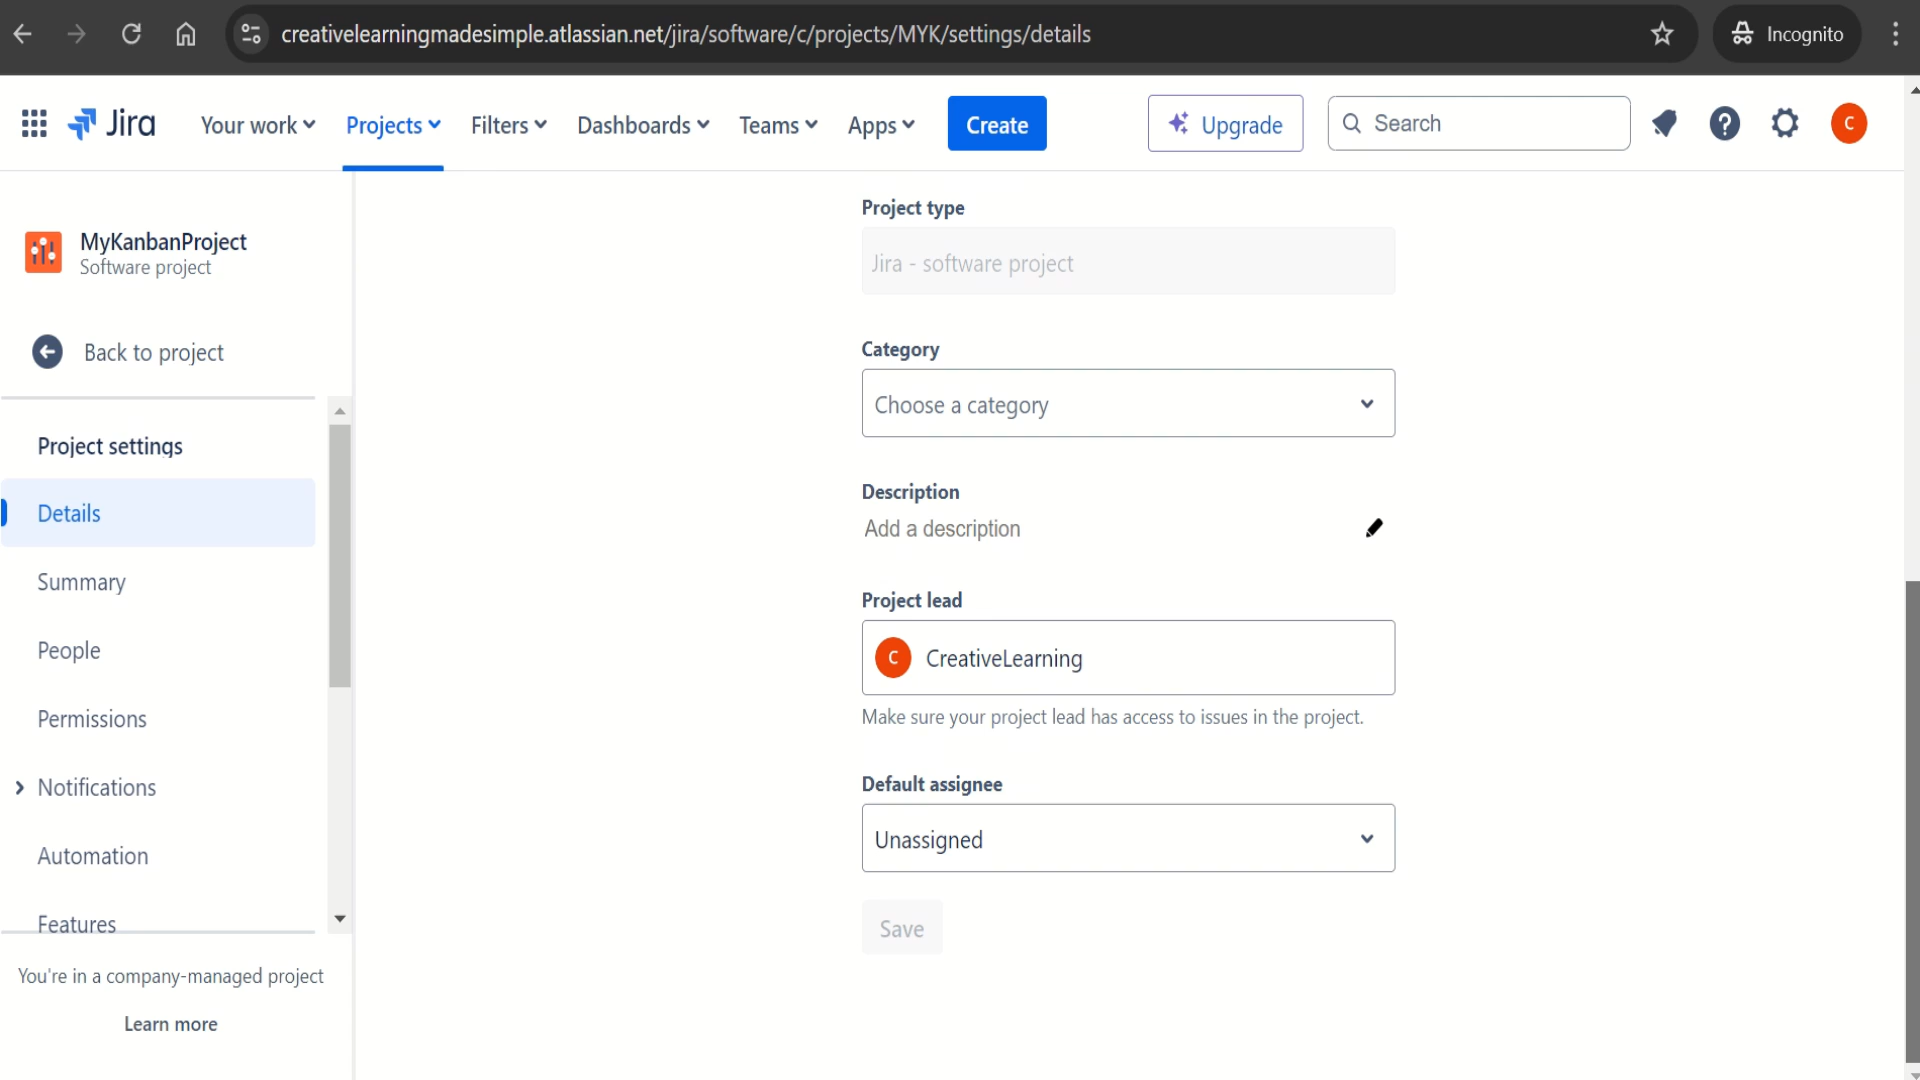 creativelearningmadesimple.atlassian.net/jira/software/c/projects/MYK/settings/details
Incognito
Jira
Your work
Projects
Filters
Dashboards
Teams
Apps
Create
Upgrade
Search
?
C
MyKanbanProject
Software project
Back to project
Project settings
Details
Summary
People
Permissions
Notifications
Automation
Features
You're in a company-managed project
Learn more
Project type
Jira - software project
Category
Choose a category
Description
Add a description
Project lead
C CreativeLearning
Make sure your project lead has access to issues in the project.
Default assignee
Unassigned
Save